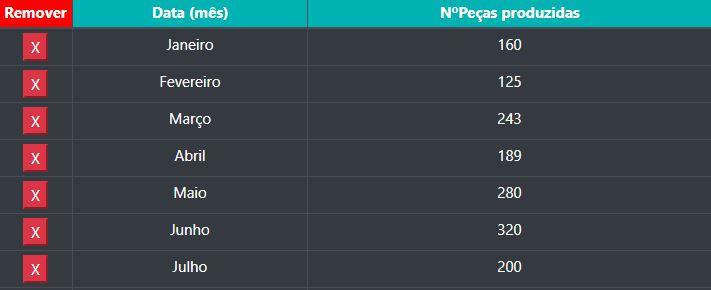 Remover Data (mês) NºPeças produzidas
X Janeiro 160
X Fevereiro 125
X Março 243
X Abril 189
X Maio 280
X Junho 320
X Julho 200